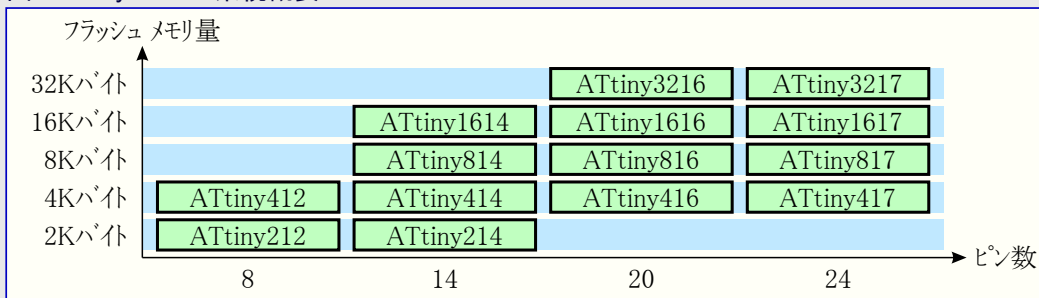 フラッシュ メモリ量
32Kバイト ATtiny3216 ATtiny3217
16Kバイト ATtiny1614 ATtiny1616 ATtiny1617
8Kバイト ATtiny814 ATtiny816 ATtiny817
4Kバイト ATtiny412 ATtiny414 ATtiny416 ATtiny417
2Kバイト ATtiny212 ATtiny214
8 14 20 24
ピン数